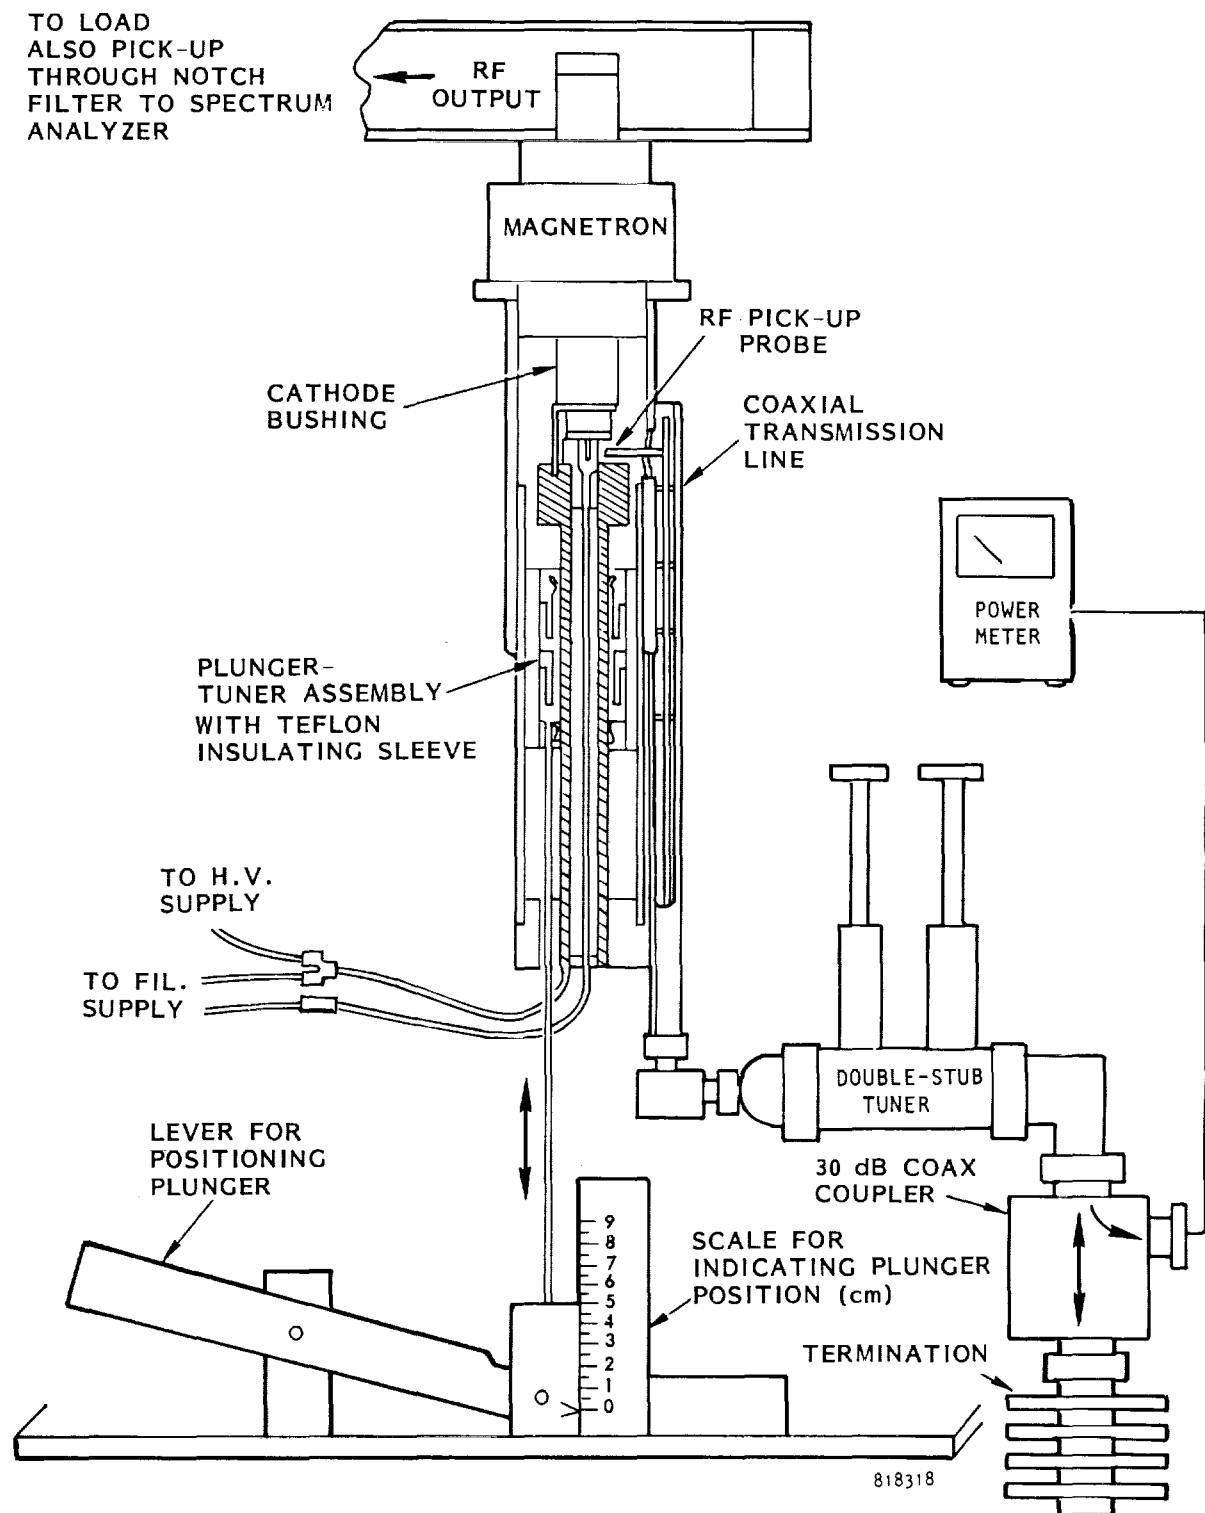 TO LOAD
ALSO PICK-UP
THROUGH NOTCH
FILTER TO SPECTRUM
ANALYZER
RF
OUTPUT
MAGNETRON
RF PICK-UP
PROBE
CATHODE
BUSHING
COAXIAL
TRANSMISSION
LINE
POWER
METER
PLUNGER-
TUNER ASSEMBLY
WITH TEFLON
INSULATING SLEEVE
TO H.V.
SUPPLY
TO FIL.
SUPPLY
DOUBLE-STUB
TUNER
LEVER FOR
POSITIONING
PLUNGER
30 dB COAX
COUPLER
9
8
7
6
5
4
3
2
1
0
SCALE FOR
INDICATING PLUNGER
POSITION (cm)
TERMINATION
818318